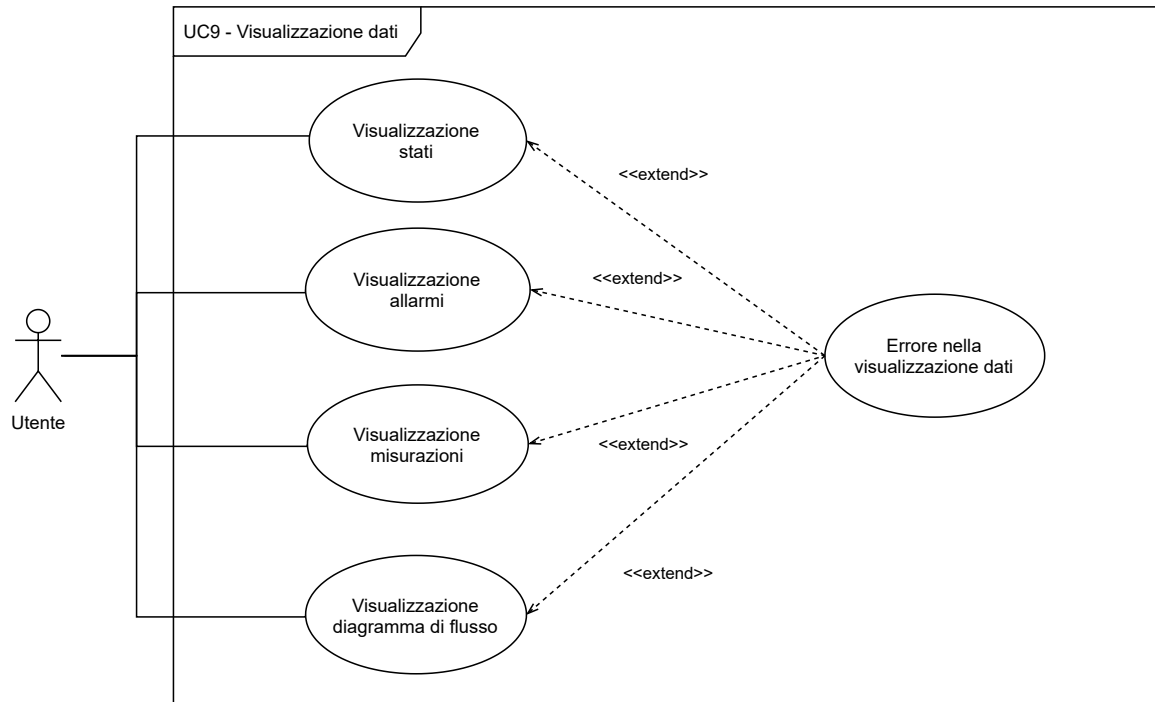 UC9 - Visualizzazione dati
Visualizzazione
stati
<<extend>>
Visualizzazione
allarmi
<<extend>>
Utente
Errore nella
visualizzazione dati
Visualizzazione
misurazioni
<<extend>>
Visualizzazione
diagramma di flusso
<<extend>>